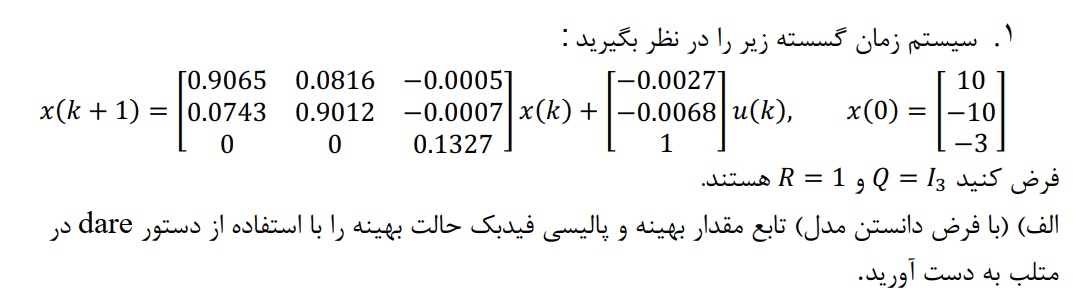 ۱. سیستم زمان گسسته زیر را در نظر بگیرید :
x(k + 1) = [0.9065 0.0816 −0.0005; 0.0743 0.9012 −0.0007; 0 0 0.1327] x(k) + [−0.0027; −0.0068; 1] u(k), x(0) = [10; −10; −3]
فرض کنید Q = I₃ و R = 1 هستند.
الف) (با فرض دانستن مدل) تابع مقدار بهینه و پالیسی فیدبک حالت بهینه را با استفاده از دستور dare در
متلب به دست آورید.